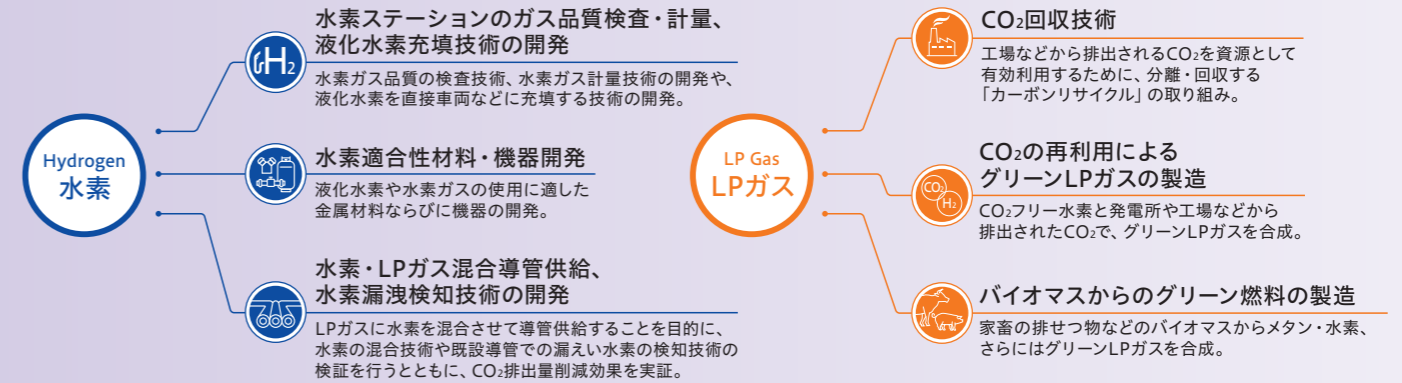 Hydrogen
水素
H2
水素ステーションのガス品質検査・計量、
液化水素充填技術の開発
水素ガス品質の検査技術、水素ガス計量技術の開発や、
液化水素を直接車両などに充填する技術の開発。
水素適合性材料・機器開発
液化水素や水素ガスの使用に適した
金属材料ならびに機器の開発。
水素・LPガス混合導管供給、
水素漏洩検知技術の開発
LPガスに水素を混合させて導管供給することを目的に、
水素の混合技術や既設導管での漏えい水素の検知技術の
検証を行うとともに、CO2排出量削減効果を実証。
LP Gas
LPガス
CO2回収技術
工場などから排出されるCO2を資源として
有効利用するために、分離・回収する
「カーボンリサイクル」の取り組み。
CO2
H2
CO2の再利用による
グリーンLPガスの製造
CO2フリー水素と発電所や工場などから
排出されたCO2で、グリーンLPガスを合成。
バイオマスからのグリーン燃料の製造
家畜の排せつ物などのバイオマスからメタン・水素、
さらにはグリーンLPガスを合成。